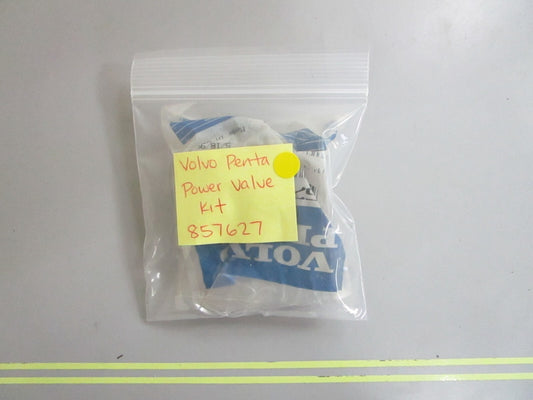 Volvo Penta
Power Valve
Kit
857627
VOLVO